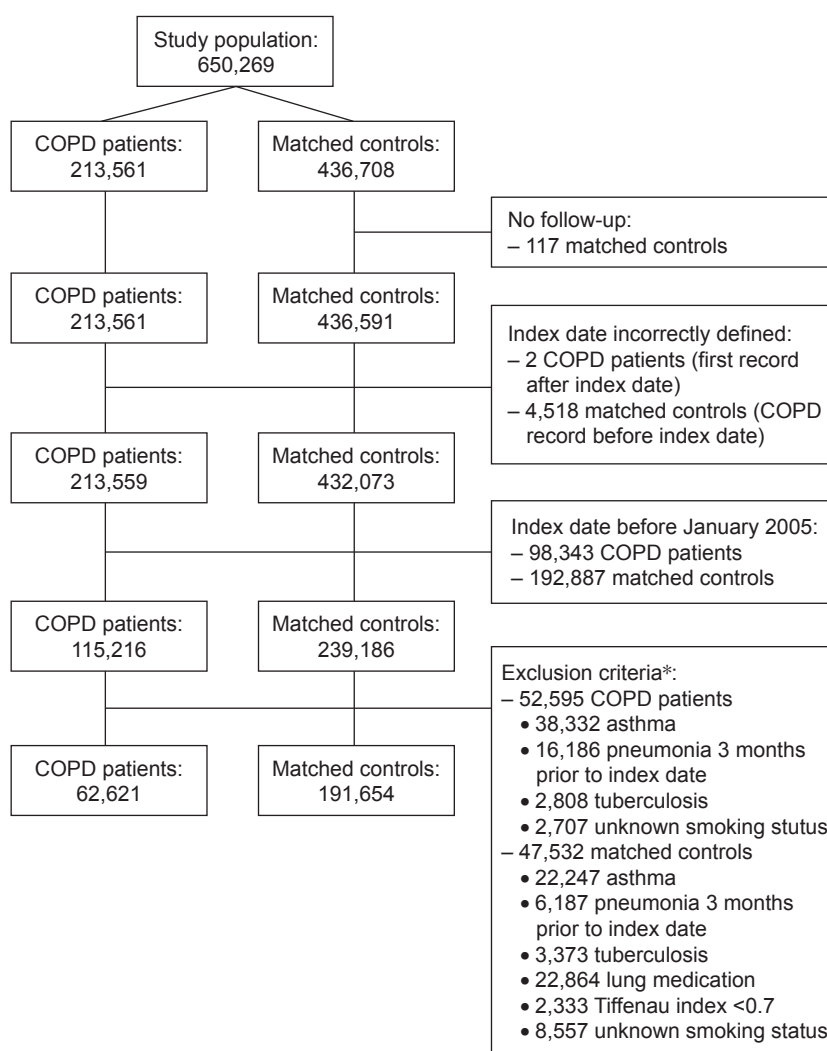 Study population:
650,269
COPD patients:
213,561
Matched controls:
436,708
No follow-up:
– 117 matched controls
COPD patients:
213,561
Matched controls:
436,591
Index date incorrectly defined:
– 2 COPD patients (first record
after index date)
– 4,518 matched controls (COPD
record before index date)
COPD patients:
213,559
Matched controls:
432,073
Index date before January 2005:
– 98,343 COPD patients
– 192,887 matched controls
COPD patients:
115,216
Matched controls:
239,186
Exclusion criteria*:
– 52,595 COPD patients
• 38,332 asthma
• 16,186 pneumonia 3 months
prior to index date
• 2,808 tuberculosis
• 2,707 unknown smoking stutus
– 47,532 matched controls
• 22,247 asthma
• 6,187 pneumonia 3 months
prior to index date
• 3,373 tuberculosis
• 22,864 lung medication
• 2,333 Tiffenau index <0.7
• 8,557 unknown smoking status
COPD patients:
62,621
Matched controls:
191,654